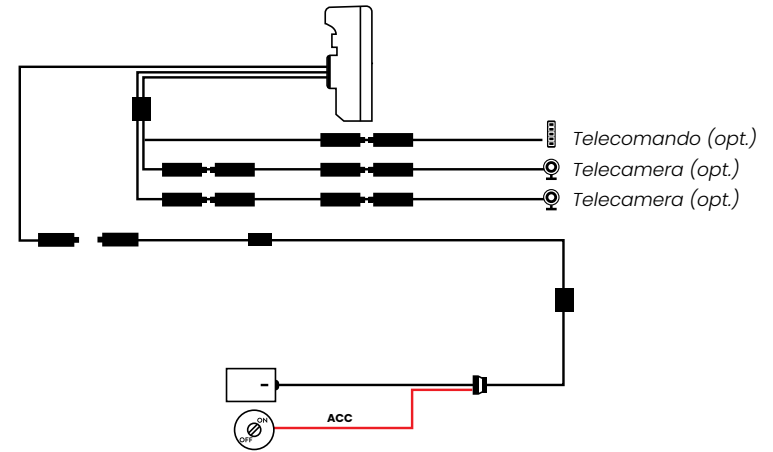 Telecomando (opt.)
Telecamera (opt.)
Telecamera (opt.)
ACC
ON
OFF